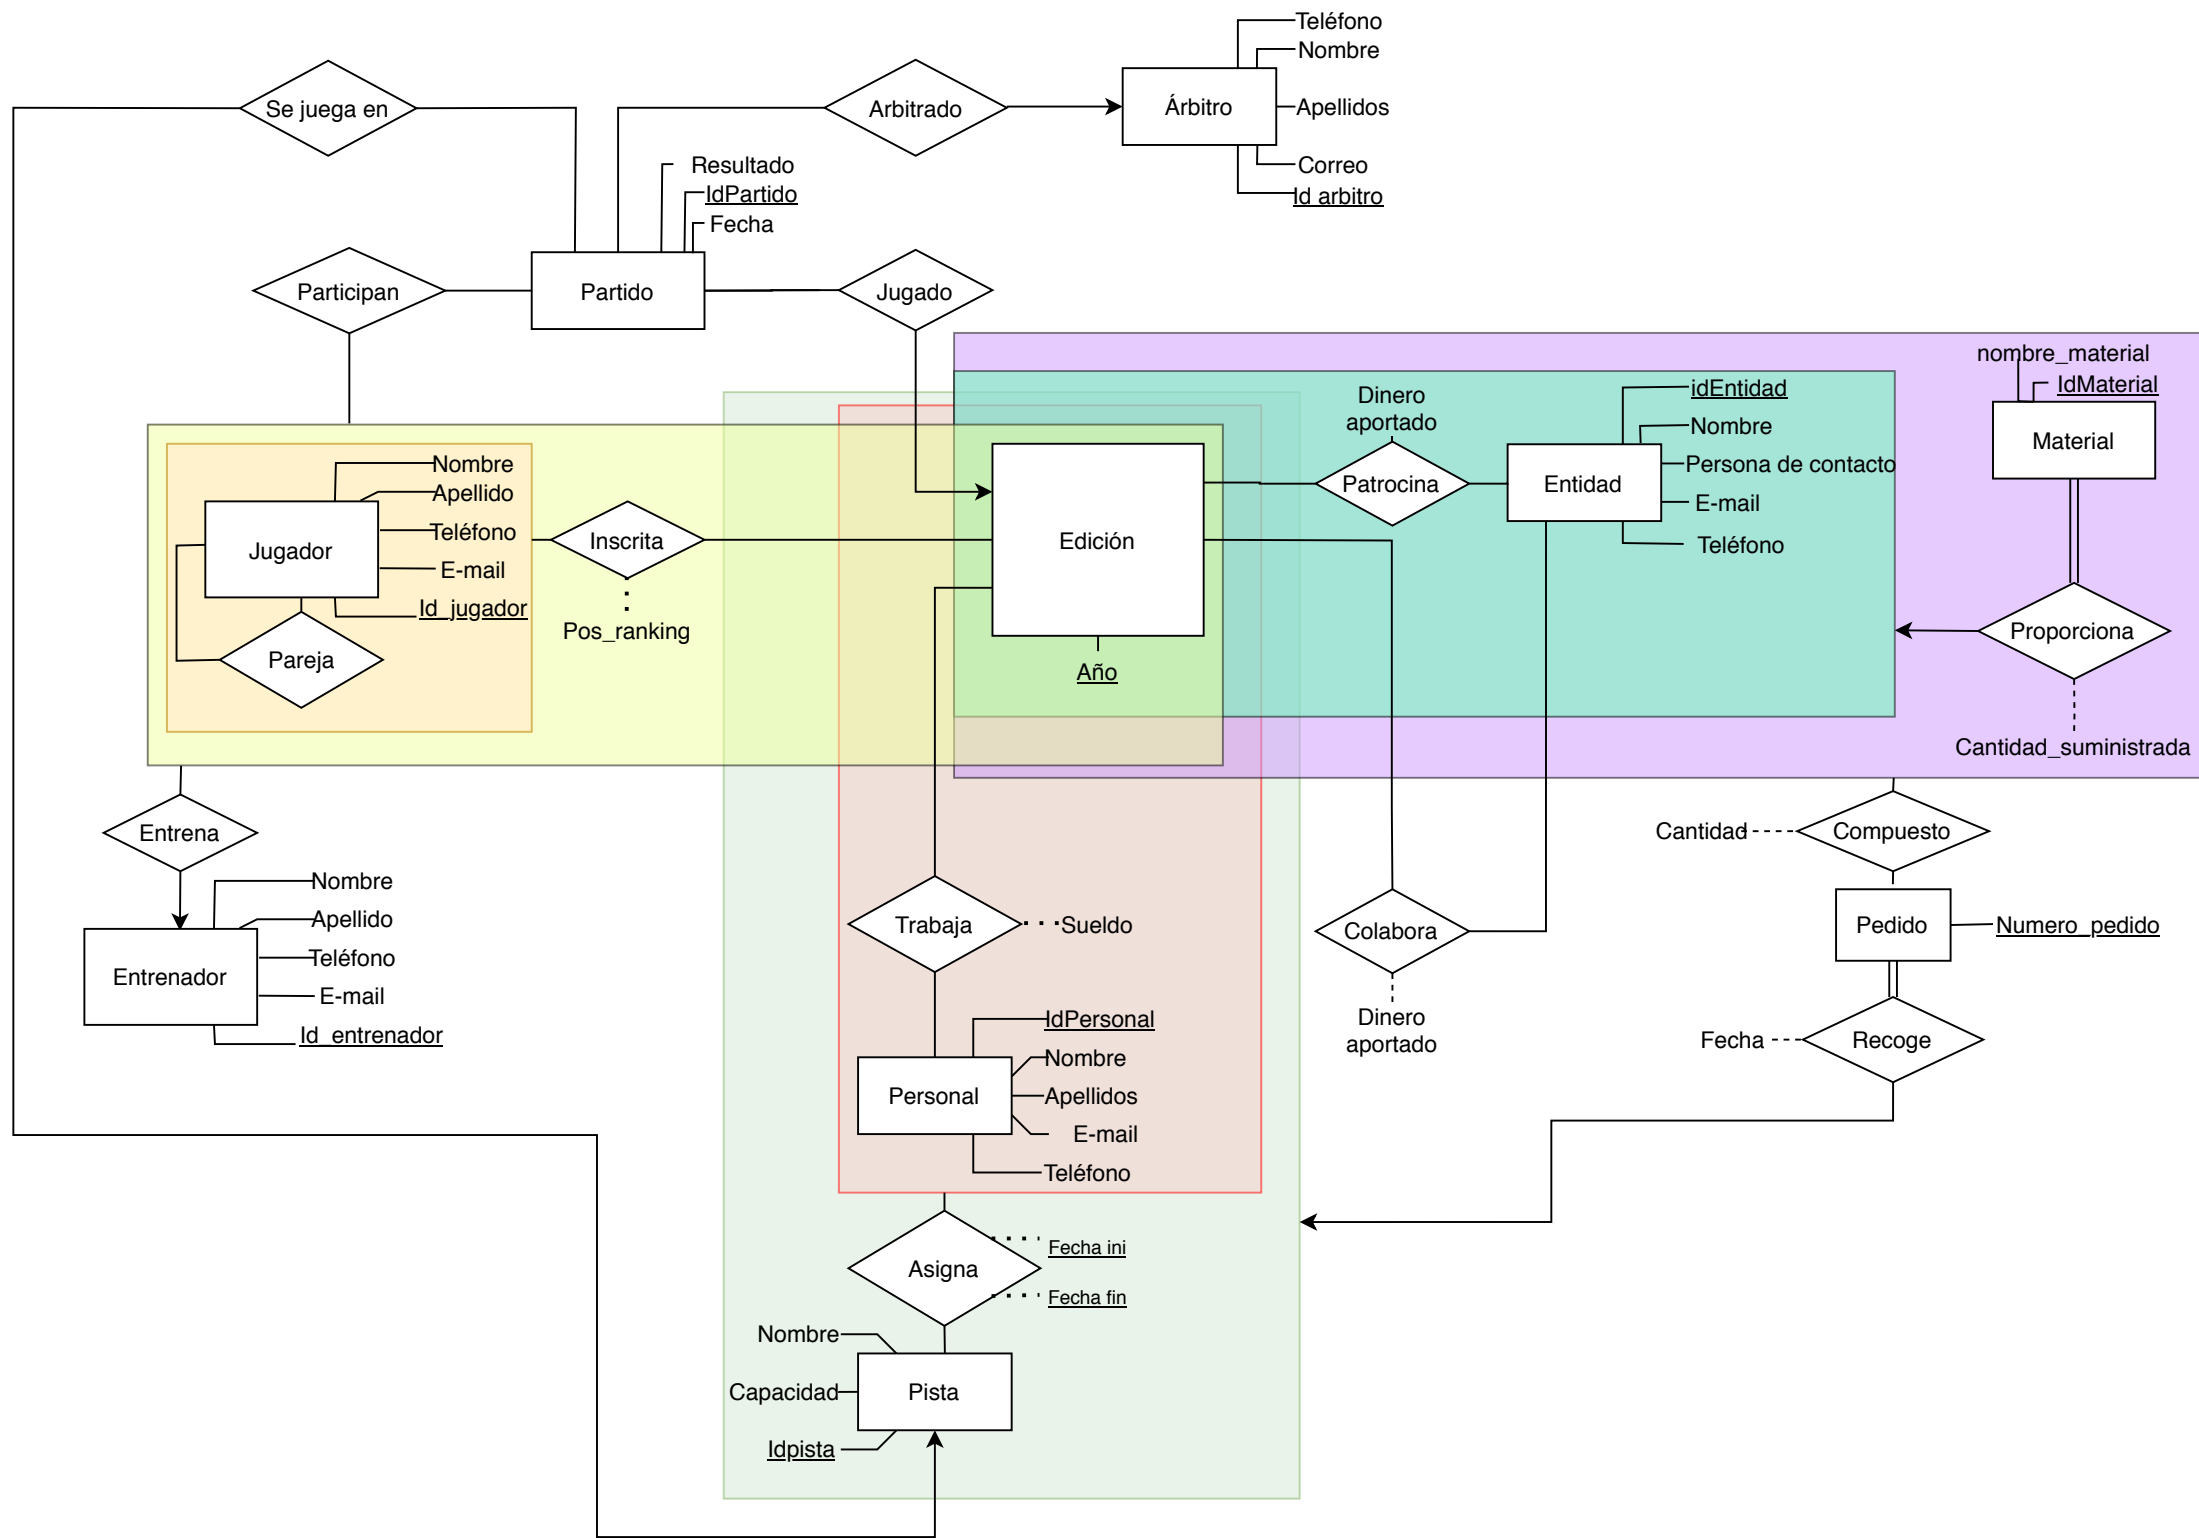 Teléfono
Nombre
Se juega en
Arbitrado
Árbitro
Apellidos
Correo
Id arbitro
Resultado
IdPartido
Fecha
Participan
Partido
Jugado
nombre_material
IdMaterial
Material
Dinero
aportado
idEntidad
Nombre
Persona de contacto
E-mail
Teléfono
Patrocina
Entidad
Nombre
Apellido
Teléfono
E-mail
Id_jugador
Jugador
Inscrita
Edición
Pos_ranking
Pareja
Año
Proporciona
Cantidad_suministrada
Entrena
Cantidad
Compuesto
Nombre
Apellido
Teléfono
E-mail
Id_entrenador
Entrenador
Trabaja
Sueldo
Colabora
Pedido
Numero_pedido
Dinero
aportado
Fecha
Recoge
IdPersonal
Nombre
Personal
Apellidos
E-mail
Teléfono
Asigna
Fecha ini
Fecha fin
Nombre
Capacidad
Pista
Idpista